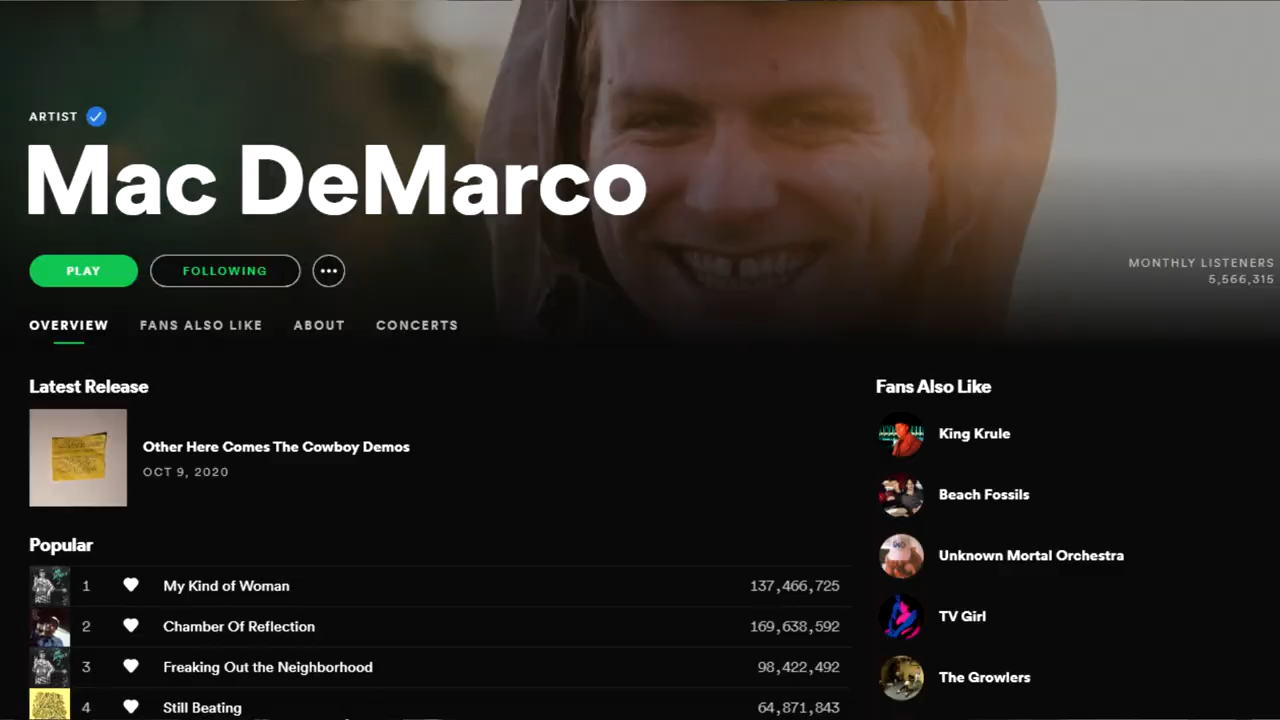 ARTIST
Mac DeMarco
PLAY
FOLLOWING
MONTHLY LISTENERS
5,566,315
OVERVIEW
FANS ALSO LIKE
ABOUT
CONCERTS
Latest Release
Other Here Comes The Cowboy Demos
OCT 9, 2020
Popular
1 My Kind of Woman 137,466,725
2 Chamber Of Reflection 169,638,592
3 Freaking Out the Neighborhood 98,422,492
4 Still Beating 64,871,843
Fans Also Like
King Krule
Beach Fossils
Unknown Mortal Orchestra
TV Girl
The Growlers